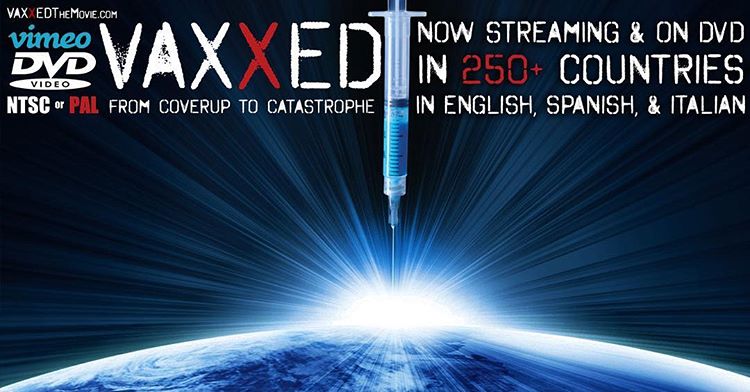 VAXXEDTHEMOVIE.COM
vimeo
DVD
VIDEO
NTSC or PAL
VAXXED
FROM COVERUP TO CATASTROPHE
NOW STREAMING & ON DVD
IN 250+ COUNTRIES
IN ENGLISH, SPANISH, & ITALIAN